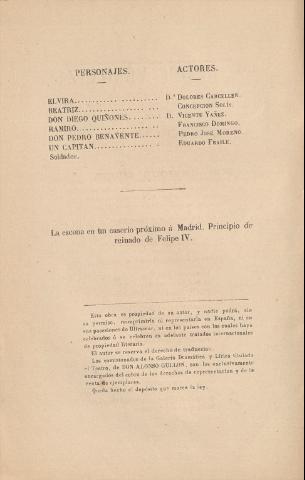 PERSONAJES. ACTORES.
ELVIRA................... D.ª DOLORES CARCELLER.
BEATRIZ................. CONCEPCION SOLIS.
DON DIEGO QUIÑONES........ D. VICENTE YAÑEZ.
RAMIRO................. FRANCISCO DOMINGO.
DON PEDRO BENAVENTE...... PEDRO JOSÉ MORENO.
UN CAPITAN............... EDUARDO FRAILE.
Soldados.
La escena en un caserio próximo á Madrid. Principio de
reinado de Felipe IV.
Esta obra es propiedad de su autor, y nadie podrá, sin
su permiso, reimprimirla ni representarla en España, ni en
sus posesiones de Ultramar, ni en los paises con los cuales haya
celebrados ó se celebren en adelante tratados internacionales
de propiedad literaria.
El autor se reserva el derecho de traduccion.
Los comisionados de la Galería Dramática y Lírica titulada
el Teatro, de DON ALONSO GULLON, son los exclusivamente
encargados del cobro de los derechos de representacion y de la
venta de ejemplares.
Queda hecho el depósito que marca la ley.